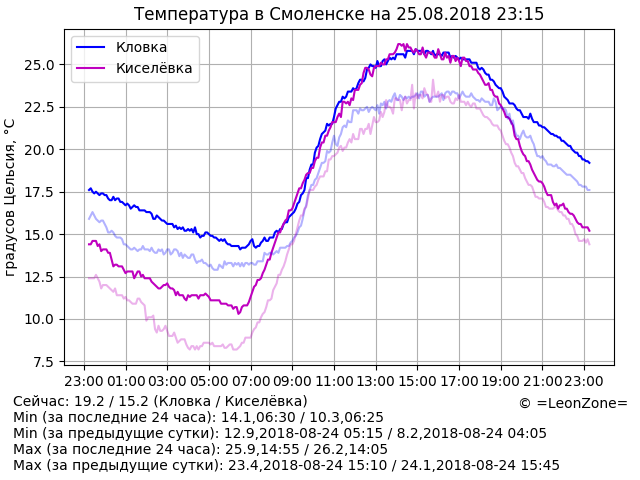 Температура в Смоленске на 25.08.2018 23:15
Кловка
Киселёвка
градусов Цельсия, °C
25.0
22.5
20.0
17.5
15.0
12.5
10.0
7.5
23:00 01:00 03:00 05:00 07:00 09:00 11:00 13:00 15:00 17:00 19:00 21:00 23:00
Сейчас: 19.2 / 15.2 (Кловка / Киселёвка)
© =LeonZone=
Min (за последние 24 часа): 14.1,06:30 / 10.3,06:25
Min (за предыдущие сутки): 12.9,2018-08-24 05:15 / 8.2,2018-08-24 04:05
Max (за последние 24 часа): 25.9,14:55 / 26.2,14:05
Max (за предыдущие сутки): 23.4,2018-08-24 15:10 / 24.1,2018-08-24 15:45